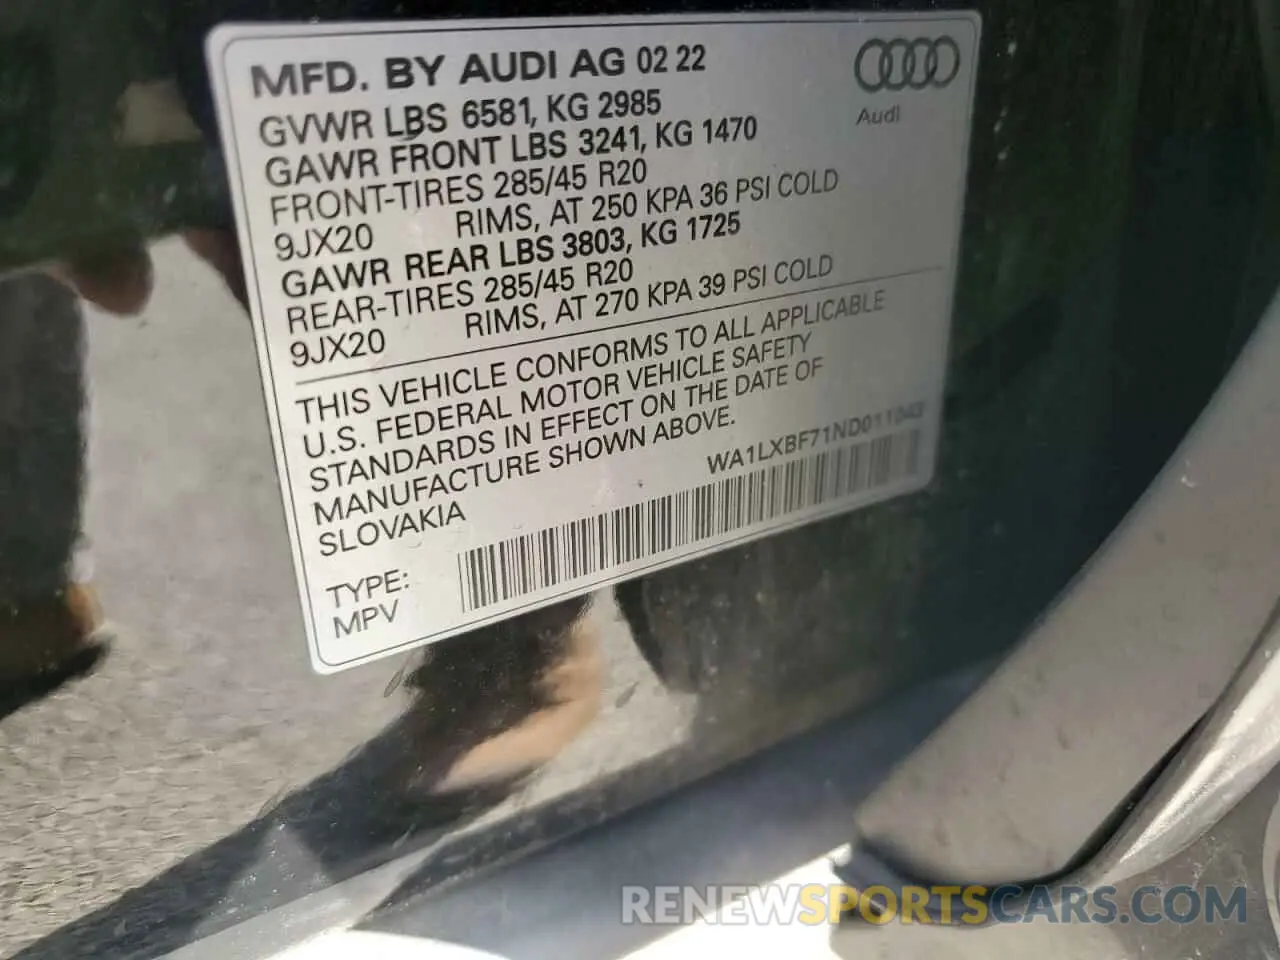 MFD. BY AUDI AG 02 22
GVWR LBS 6581, KG 2985
GAWR FRONT LBS 3241, KG 1470
FRONT-TIRES 285/45 R20
9JX20 RIMS, AT 250 KPA 36 PSI COLD
GAWR REAR LBS 3803, KG 1725
REAR-TIRES 285/45 R20
9JX20 RIMS, AT 270 KPA 39 PSI COLD
Audi
THIS VEHICLE CONFORMS TO ALL APPLICABLE
U.S. FEDERAL MOTOR VEHICLE SAFETY
STANDARDS IN EFFECT ON THE DATE OF
MANUFACTURE SHOWN ABOVE.
SLOVAKIA
WA1LXBF71ND011043
TYPE:
MPV
RENEWSPORTSCARS.COM